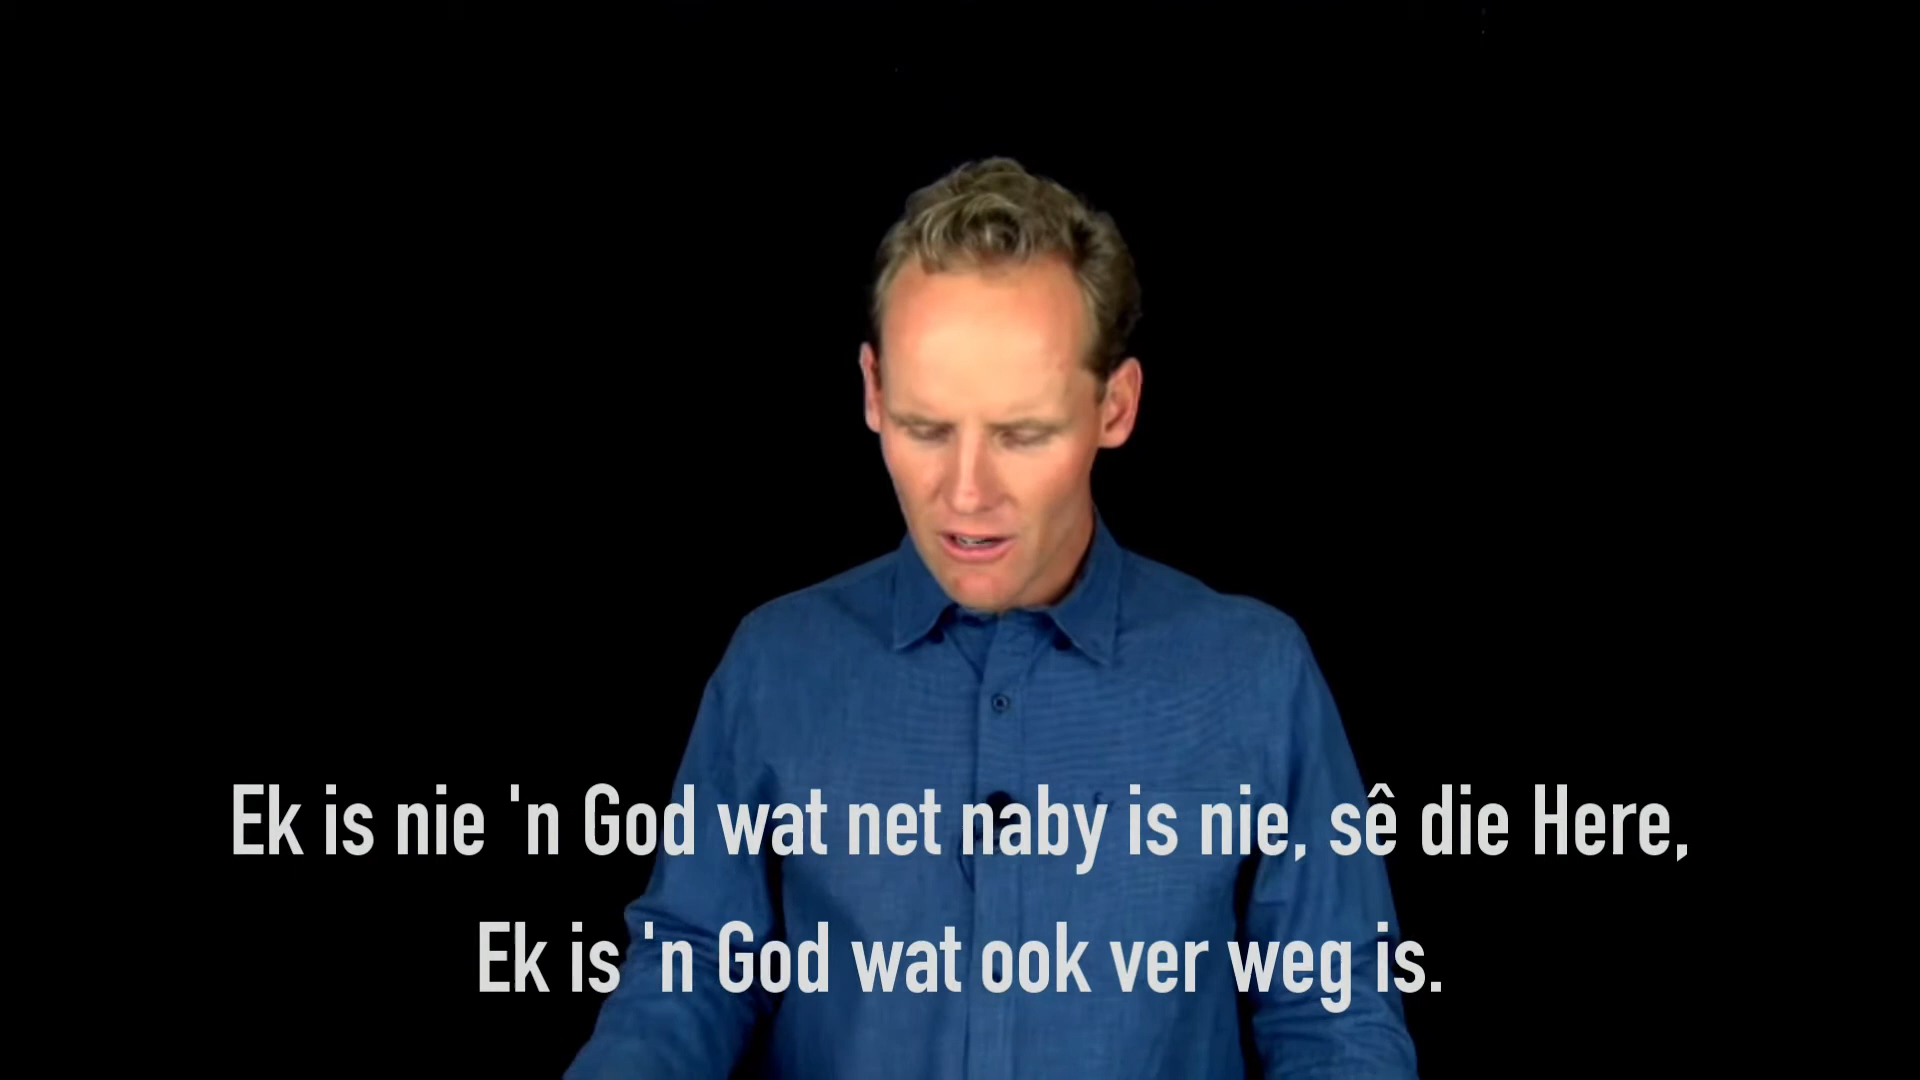 Ek is nie 'n God wat net naby is nie, sê die Here,
Ek is 'n God wat ook ver weg is.